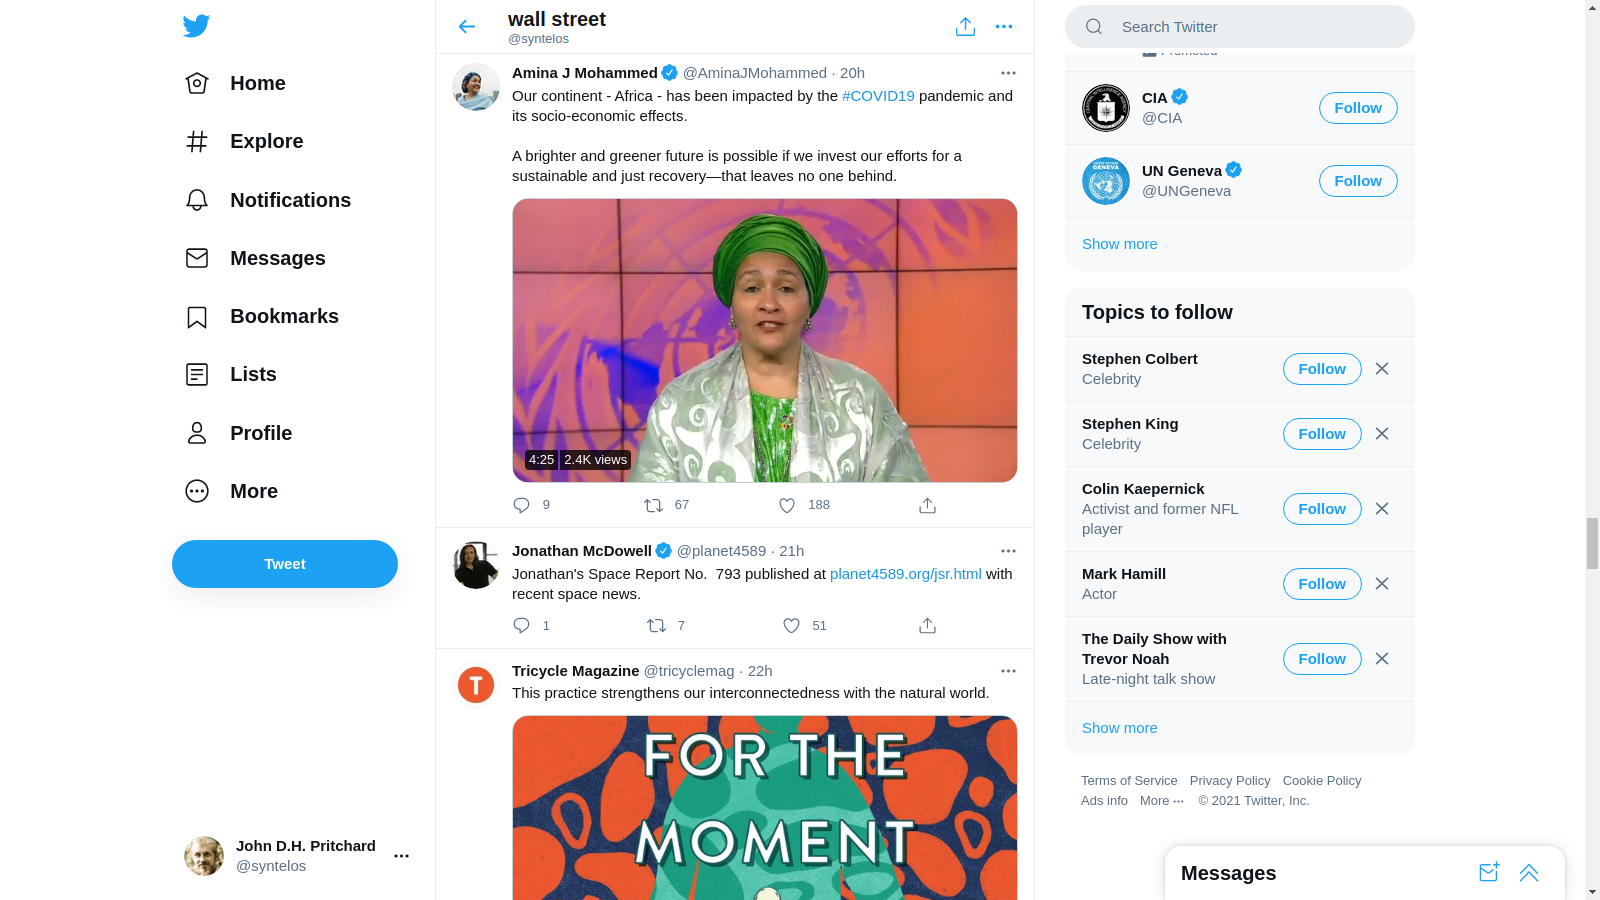 Home
Explore
Notifications
Messages
Bookmarks
Lists
Profile
More
Tweet
John D.H. Pritchard
@syntelos
wall street
@syntelos
Amina J Mohammed @AminaJMohammed · 20h
Our continent - Africa - has been impacted by the #COVID19 pandemic and
its socio-economic effects.
A brighter and greener future is possible if we invest our efforts for a
sustainable and just recovery—that leaves no one behind.
4:25 2.4K views
9 67 188
Jonathan McDowell @planet4589 · 21h
Jonathan's Space Report No. 793 published at planet4589.org/jsr.html with
recent space news.
1 7 51
T
Tricycle Magazine @tricyclemag · 22h
This practice strengthens our interconnectedness with the natural world.
FOR THE
MOMENT
Search Twitter
Promoted
CIA
@CIA
Follow
GENEVA
UN Geneva
@UNGeneva
Follow
Show more
Topics to follow
Stephen Colbert
Celebrity
Follow
Stephen King
Celebrity
Follow
Colin Kaepernick
Activist and former NFL
player
Follow
Mark Hamill
Actor
Follow
The Daily Show with
Trevor Noah
Late-night talk show
Follow
Show more
Terms of Service Privacy Policy Cookie Policy
Ads info More ··· © 2021 Twitter, Inc.
Messages